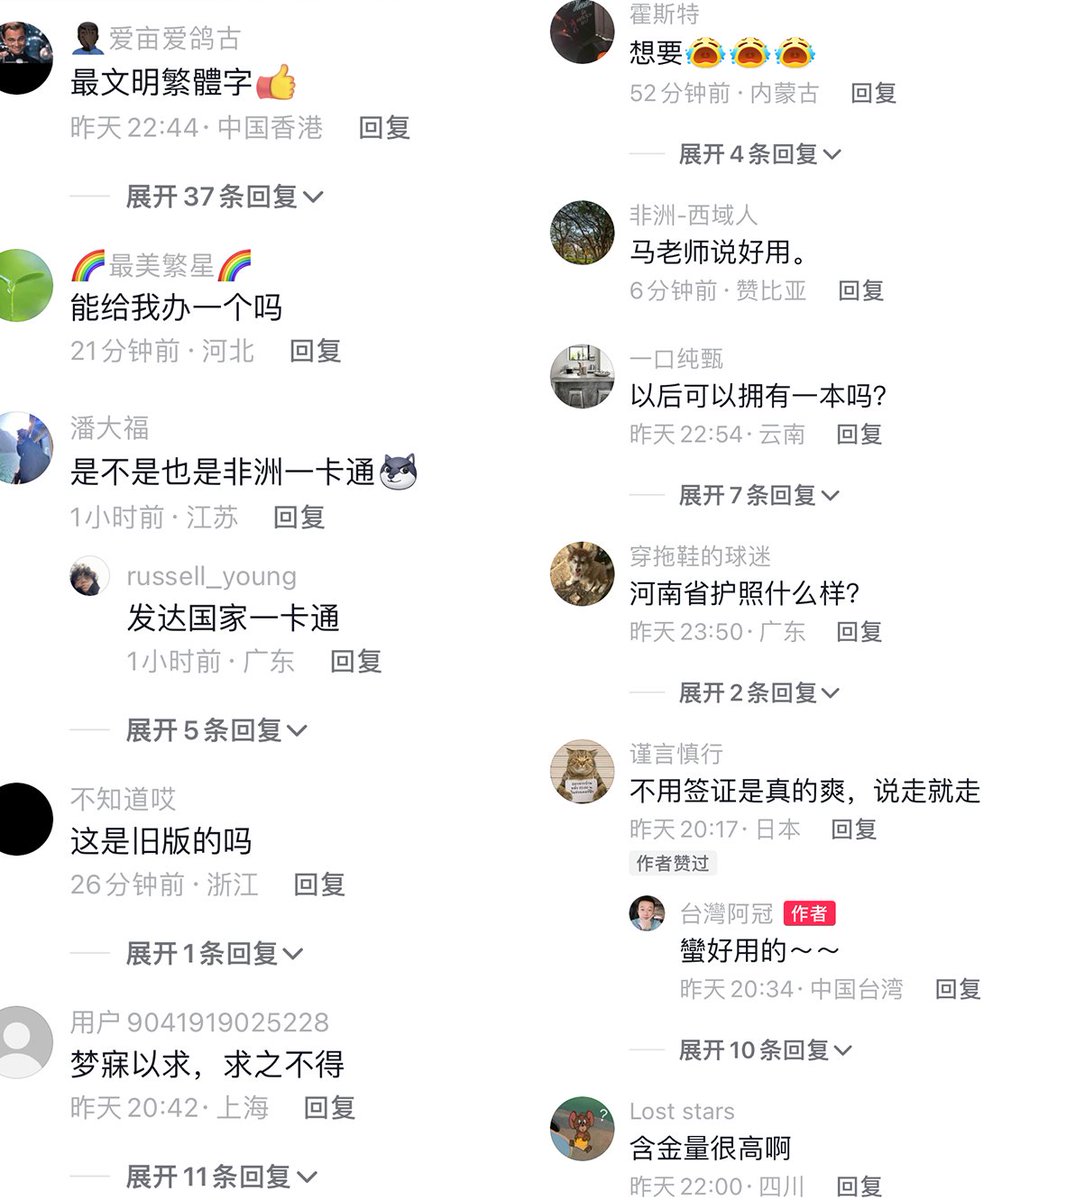 爱亩爱鸽古
最文明繁體字
昨天 22:44 · 中国香港 回复
展开 37 条回复
最美繁星
能给我办一个吗
21分钟前 · 河北 回复
潘大福
是不是也是非洲一卡通
1小时前 · 江苏 回复
russell_young
发达国家一卡通
1小时前 · 广东 回复
展开 5 条回复
不知道哎
这是旧版的吗
26分钟前 · 浙江 回复
展开 1 条回复
用户 9041919025228
梦寐以求，求之不得
昨天 20:42 · 上海 回复
展开 11 条回复
霍斯特
想要
52分钟前 · 内蒙古 回复
展开 4 条回复
非洲-西域人
马老师说好用。
6分钟前 · 赞比亚 回复
一口纯甄
以后可以拥有一本吗?
昨天 22:54 · 云南 回复
展开 7 条回复
穿拖鞋的球迷
河南省护照什么样?
昨天 23:50 · 广东 回复
展开 2 条回复
谨言慎行
不用签证是真的爽，说走就走
昨天 20:17 · 日本 回复
作者赞过
台灣阿冠 作者
蠻好用的～～
昨天 20:34 · 中国台湾 回复
展开 10 条回复
Lost stars
含金量很高啊
昨天 22:00 · 四川 回复